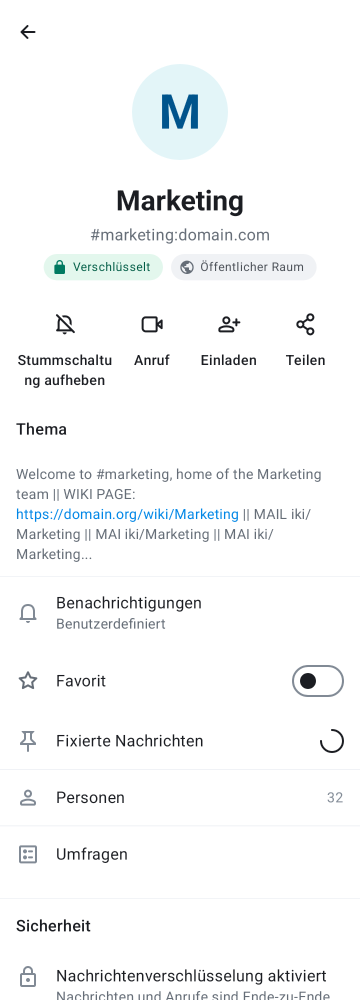 M
Marketing
#marketing:domain.com
Verschlüsselt
Öffentlicher Raum
Stummschaltu
ng aufheben
Anruf
Einladen
Teilen
Thema
Welcome to #marketing, home of the Marketing
team || WIKI PAGE:
https://domain.org/wiki/Marketing || MAIL iki/
Marketing || MAI iki/Marketing || MAI iki/
Marketing...
Benachrichtigungen
Benutzerdefiniert
Favorit
Fixierte Nachrichten
Personen
32
Umfragen
Sicherheit
Nachrichtenverschlüsselung aktiviert
Nachrichten und Anrufe sind Ende-zu-Ende